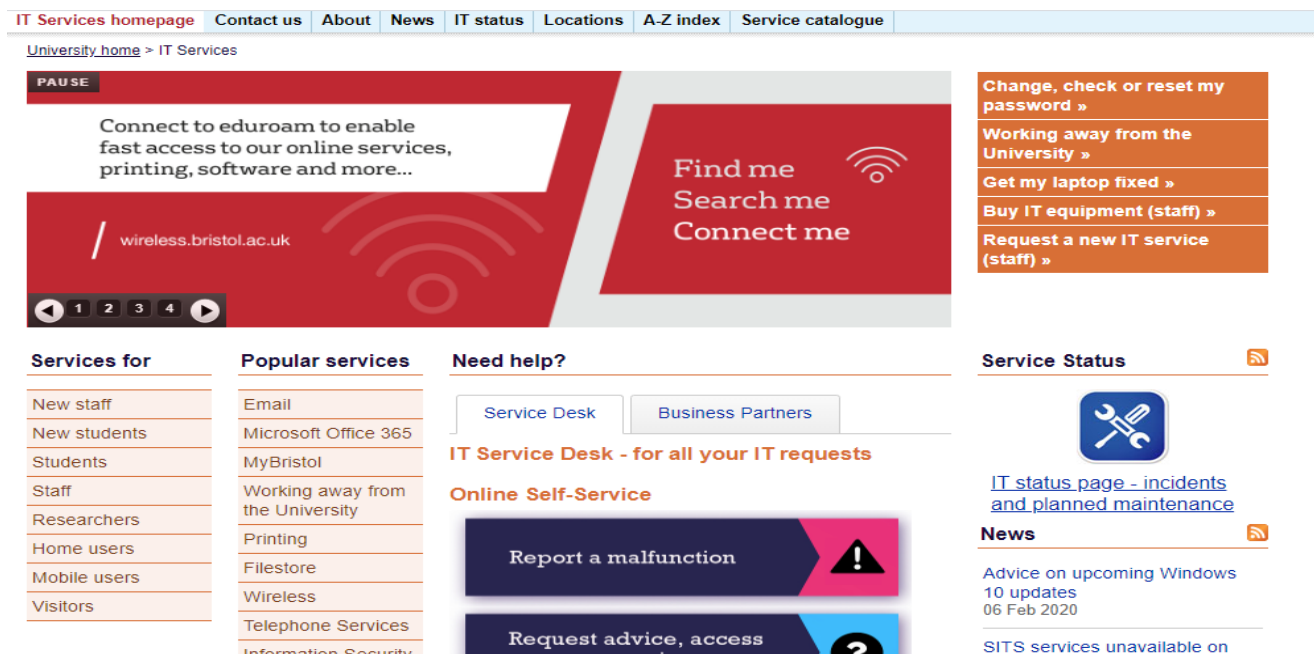 IT Services homepage Contact us About News IT status Locations A-Z index Service catalogue
University home > IT Services
PAUSE
Connect to eduroam to enable
fast access to our online services,
printing, software and more...
/ wireless.bristol.ac.uk
Find me
Search me
Connect me
1 2 3 4
Change, check or reset my
password »
Working away from the
University »
Get my laptop fixed »
Buy IT equipment (staff) »
Request a new IT service
(staff) »
Services for
New staff
New students
Students
Staff
Researchers
Home users
Mobile users
Visitors
Popular services
Email
Microsoft Office 365
MyBristol
Working away from
the University
Printing
Filestore
Wireless
Telephone Services
Information Security
Need help?
Service Desk Business Partners
IT Service Desk - for all your IT requests
Online Self-Service
Report a malfunction
Request advice, access
Service Status
IT status page - incidents
and planned maintenance
News
Advice on upcoming Windows
10 updates
06 Feb 2020
SITS services unavailable on